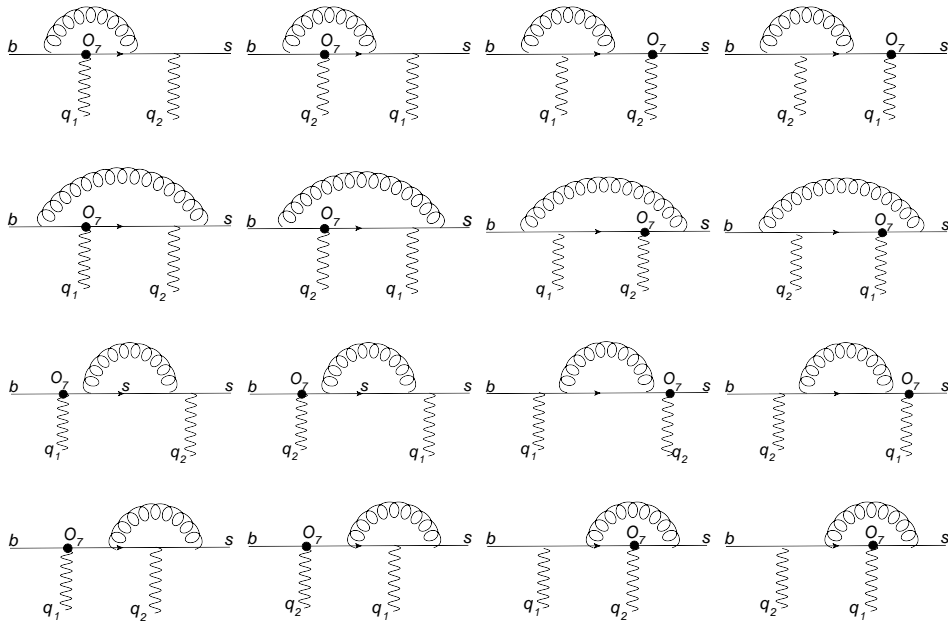 b O₇ s b O₇ s b O₇ s b O₇ s
q₁ q₂ q₂ q₁ q₁ q₂ q₂ q₁
b O₇ s b O₇ s b O₇ s b O₇ s
q₁ q₂ q₂ q₁ q₁ q₂ q₂ q₁
b O₇ s s b O₇ s s b O₇ s b O₇ s
q₁ q₂ q₂ q₁ q₁ q₂ q₂ q₁
b O₇ s b O₇ s b O₇ s b O₇ s
q₁ q₂ q₂ q₁ q₁ q₂ q₂ q₁